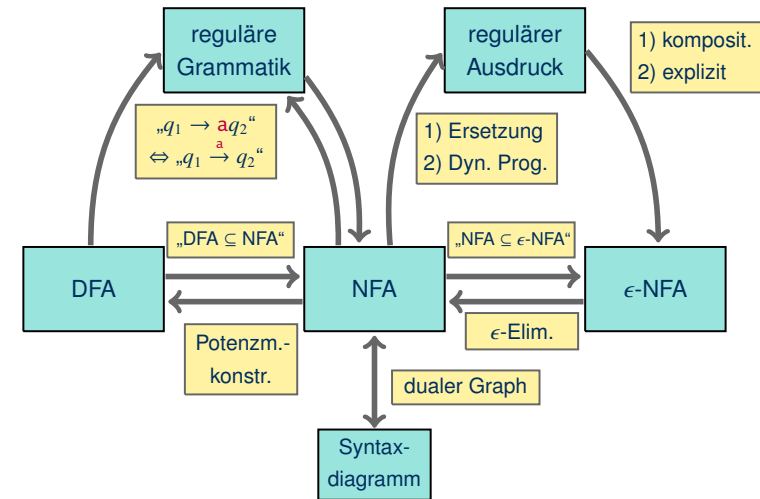 reguläre
Grammatik
regulärer
Ausdruck
1) komposit.
2) explizit
„q₁ → aq₂“
⇔ „q₁ →ᵃ q₂“
1) Ersetzung
2) Dyn. Prog.
„DFA ⊆ NFA“
„NFA ⊆ ϵ-NFA“
DFA
NFA
ϵ-NFA
Potenzm.-
konstr.
ϵ-Elim.
dualer Graph
Syntax-
diagramm